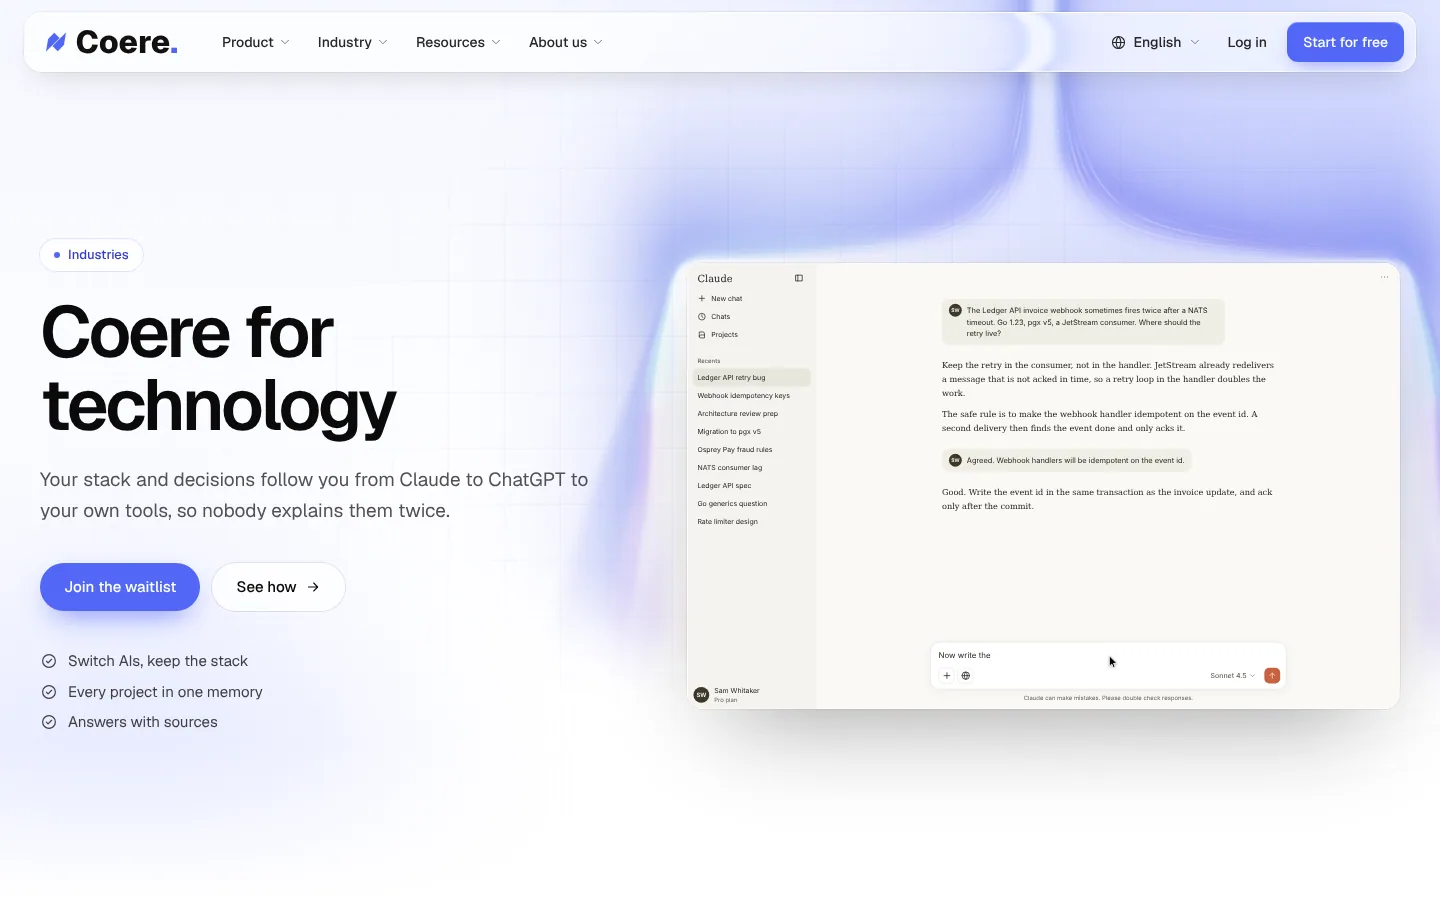 Coere.
Product
Industry
Resources
About us
English
Log in
Start for free
Industries
Coere for
technology
Your stack and decisions follow you from Claude to ChatGPT to
your own tools, so nobody explains them twice.
Join the waitlist
See how
Switch AIs, keep the stack
Every project in one memory
Answers with sources
Claude
New chat
Chats
Projects
Recents
Ledger API retry bug
Webhook idempotency keys
Architecture review prep
Migration to pgx v5
Osprey Pay fraud rules
NATS consumer lag
Ledger API spec
Go generics question
Rate limiter design
SW
Sam Whitaker
Pro plan
SW
The Ledger API invoice webhook sometimes fires twice after a NATS
timeout. Go 1.23, pgx v5, a JetStream consumer. Where should the
retry live?
Keep the retry in the consumer, not in the handler. JetStream already redelivers
a message that is not acked in time, so a retry loop in the handler doubles the
work.
The safe rule is to make the webhook handler idempotent on the event id. A
second delivery then finds the event done and only acks it.
SW
Agreed. Webhook handlers will be idempotent on the event id.
Good. Write the event id in the same transaction as the invoice update, and ack
only after the commit.
Now write the
Sonnet 4.5
Claude can make mistakes. Please double check responses.